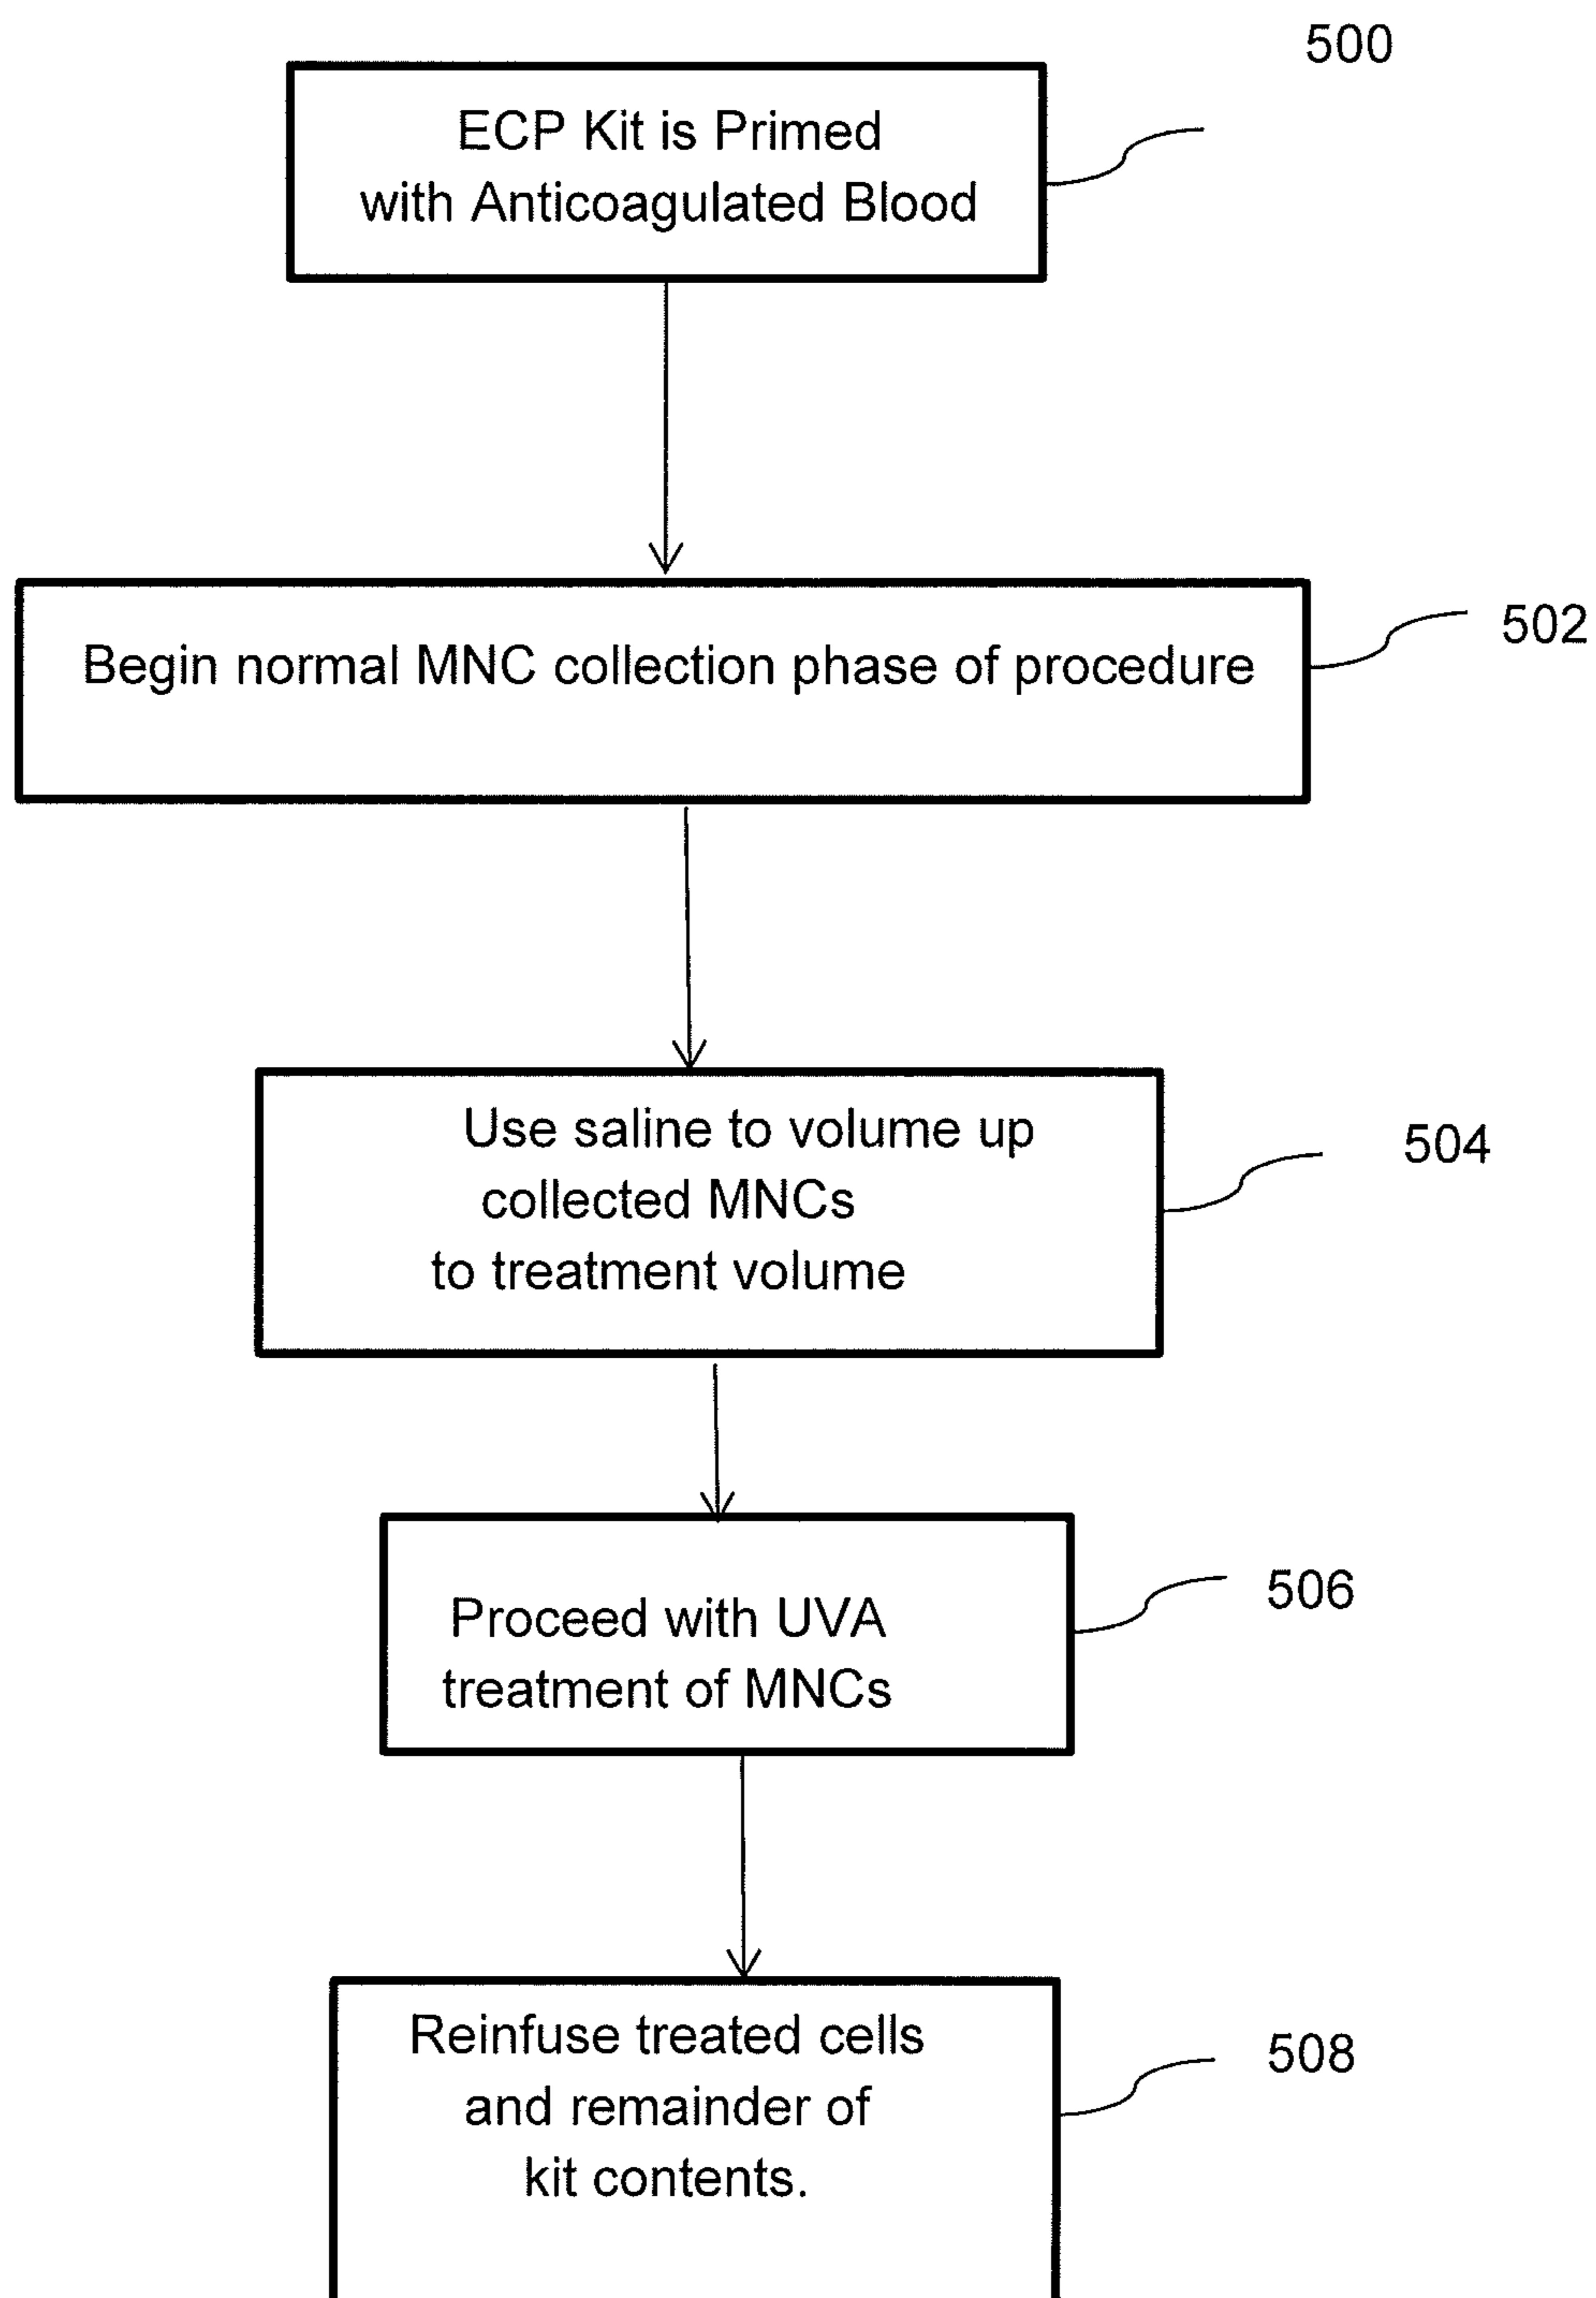 500
ECP Kit is Primed
with Anticoagulated Blood
502
Begin normal MNC collection phase of procedure
504
Use saline to volume up
collected MNCs
to treatment volume
506
Proceed with UVA
treatment of MNCs
508
Reinfuse treated cells
and remainder of
kit contents.